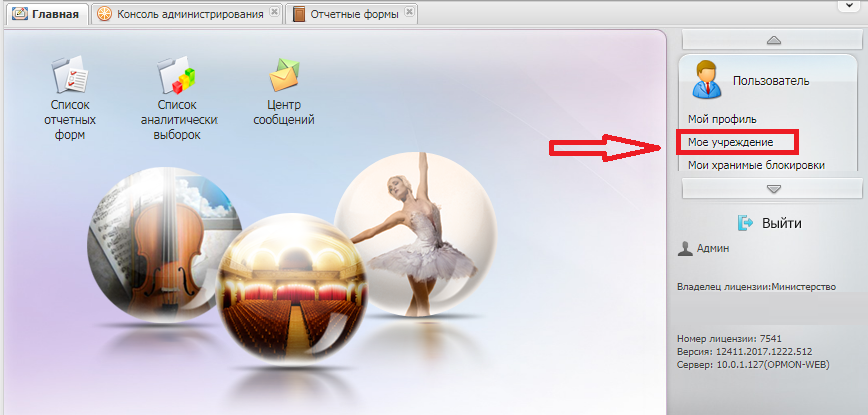 Главная
Консоль администрирования
Отчетные формы
Список
отчетных
форм
Список
аналитически
выборок
Центр
сообщений
Пользователь
Мой профиль
Мое учреждение
Мои хранимые блокировки
Выйти
Админ
Владелец лицензии:Министерство
Номер лицензии: 7541
Версия: 12411.2017.1222.512
Сервер: 10.0.1.127(OPMON-WEB)